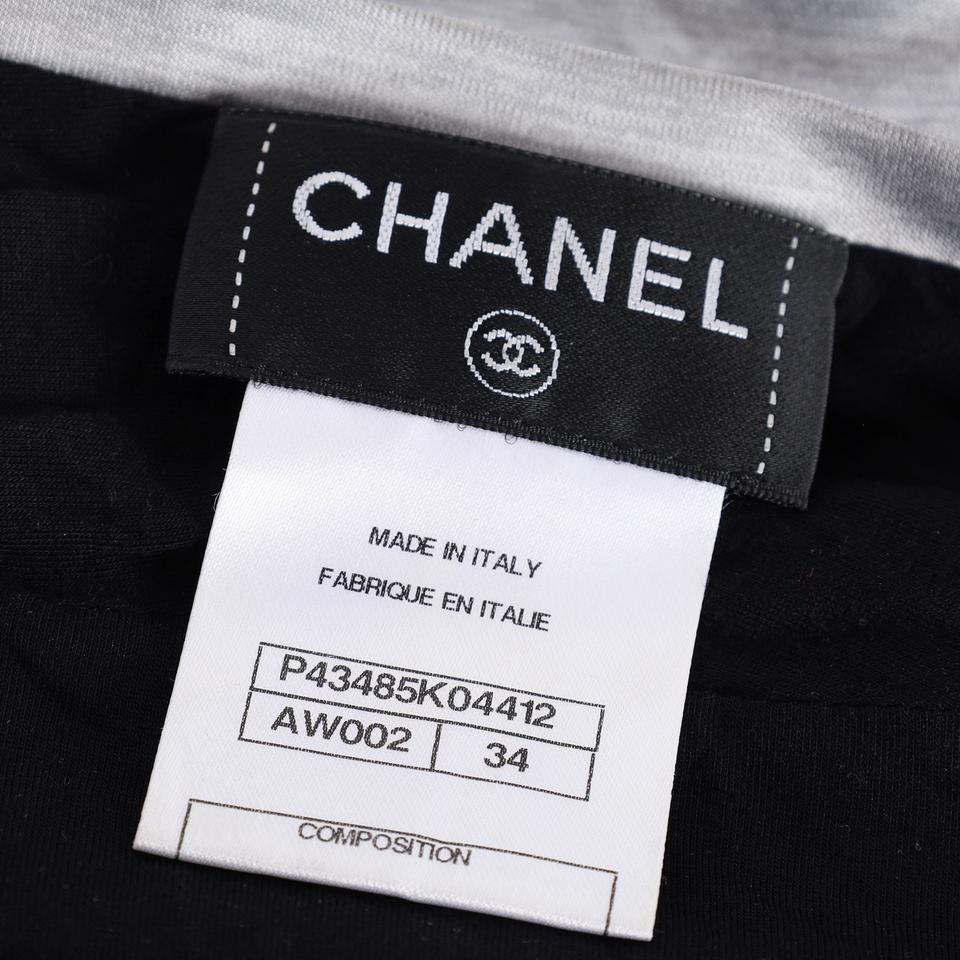 CHANEL
MADE IN ITALY
FABRIQUE EN ITALIE
P43485K04412
AW002 34
COMPOSITION